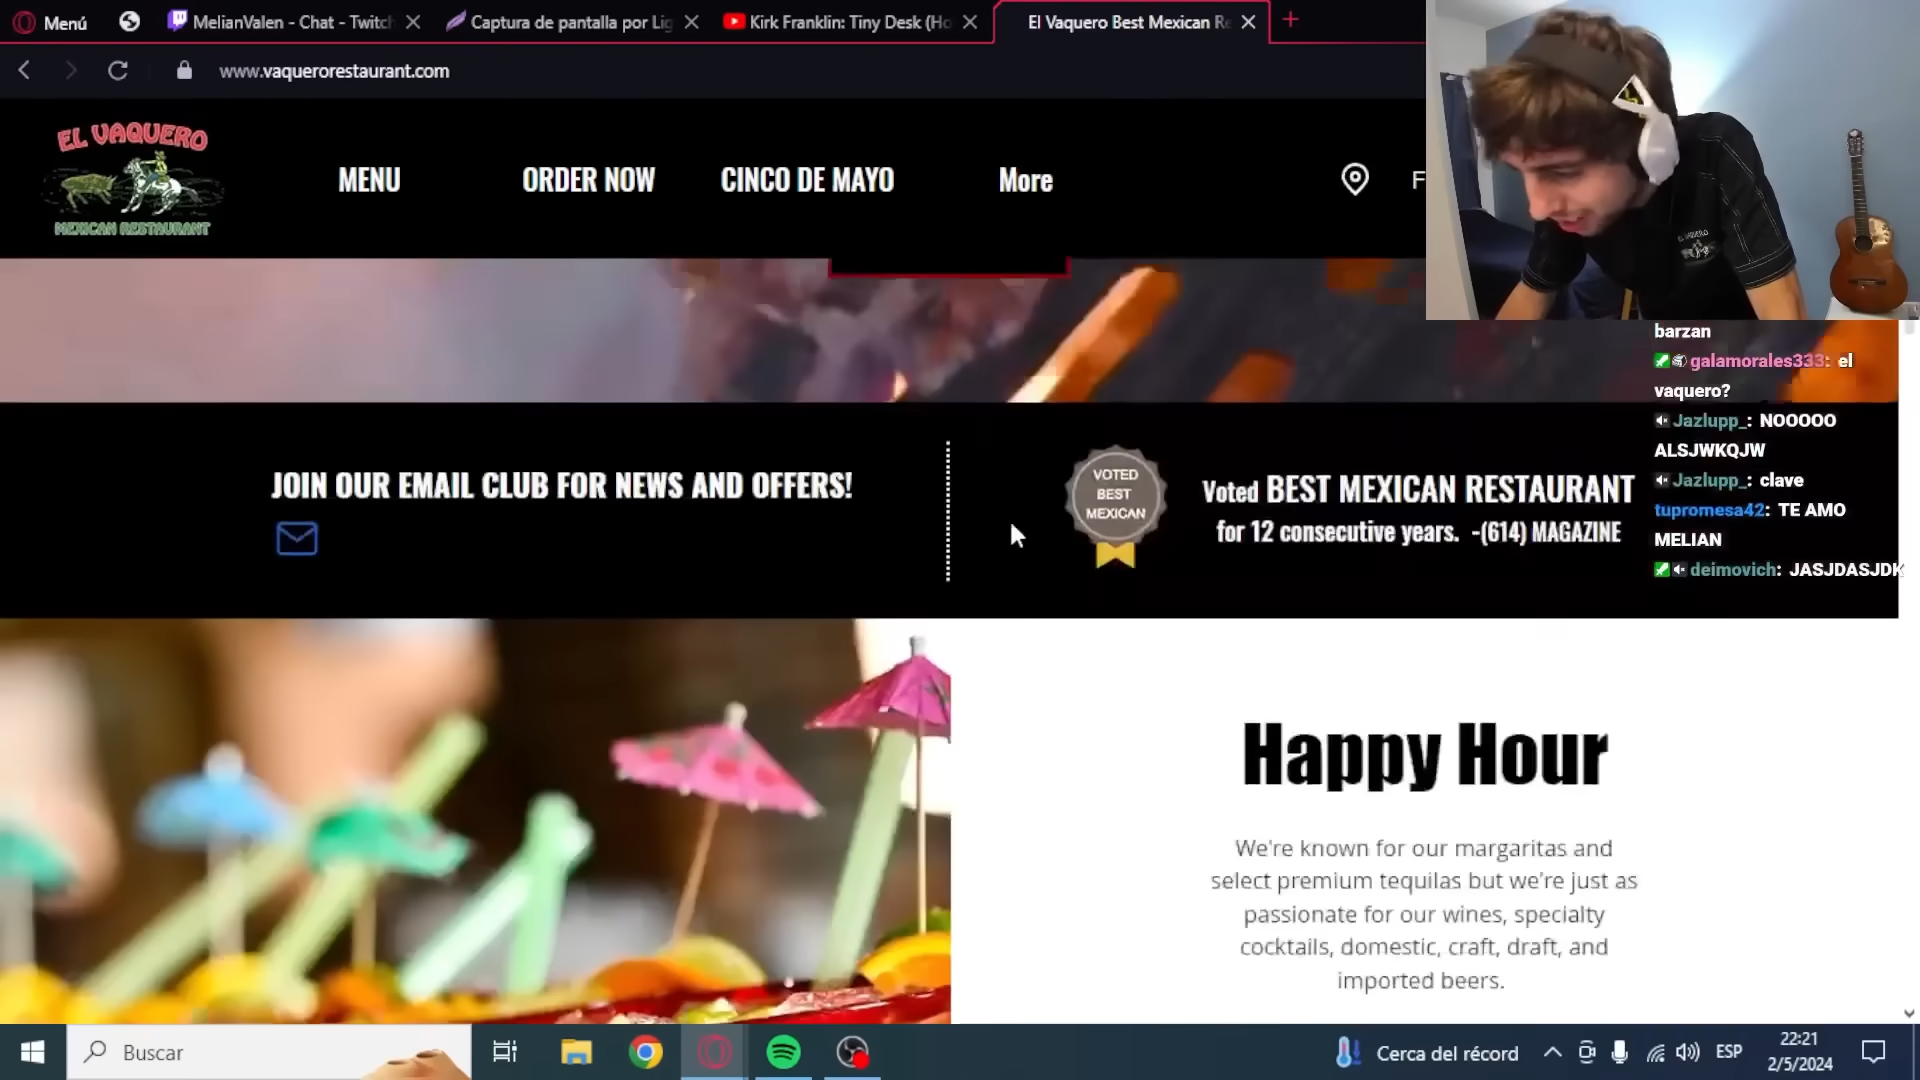 Menú
MelianValen - Chat - Twitch
Captura de pantalla por Lig
Kirk Franklin: Tiny Desk (Ho
El Vaquero Best Mexican Re
www.vaquerorestaurant.com
EL VAQUERO
MEXICAN RESTAURANT
MENU
ORDER NOW
CINCO DE MAYO
More
F
EL VAQUERO
barzan
galamorales333: el
vaquero?
Jazlupp_: NOOOOO
ALSJWKQJW
Jazlupp_: clave
tupromesa42: TE AMO
MELIAN
deimovich: JASJDASJDK
JOIN OUR EMAIL CLUB FOR NEWS AND OFFERS!
VOTED
BEST
MEXICAN
Voted BEST MEXICAN RESTAURANT
for 12 consecutive years. -(614) MAGAZINE
Happy Hour
We're known for our margaritas and
select premium tequilas but we're just as
passionate for our wines, specialty
cocktails, domestic, craft, draft, and
imported beers.
Buscar
Cerca del récord
ESP
22:21
2/5/2024